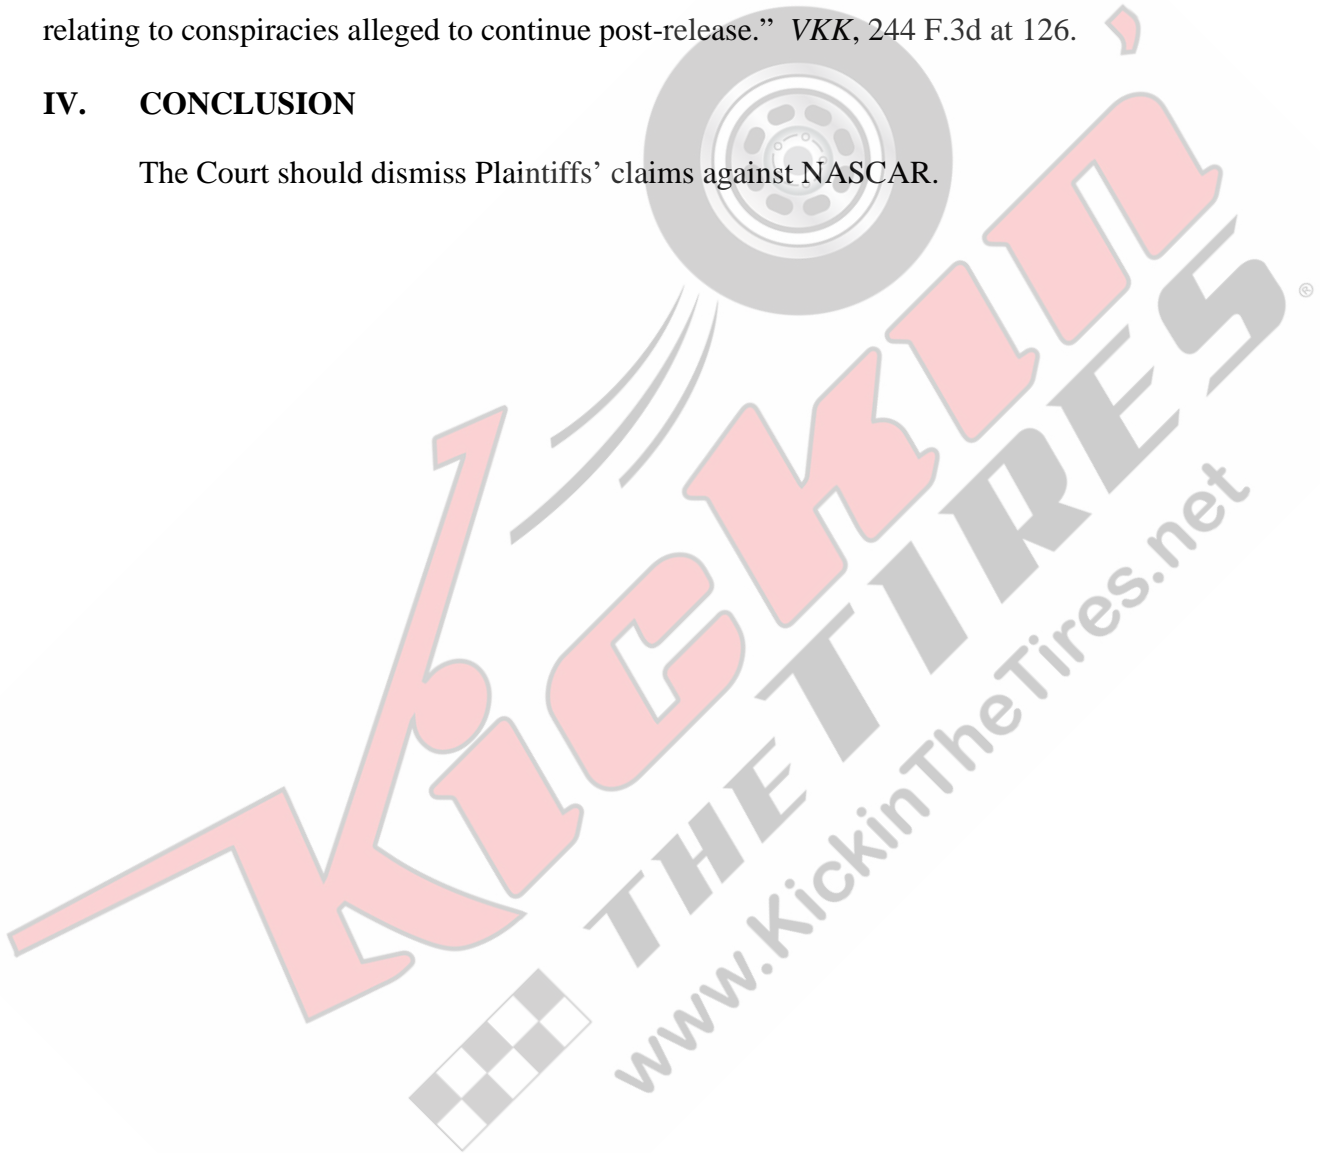 relating to conspiracies alleged to continue post-release.” VKK, 244 F.3d at 126.
IV. CONCLUSION
The Court should dismiss Plaintiffs’ claims against NASCAR.
Kickin’
THE TIRES
®
www.KickinTheTires.net